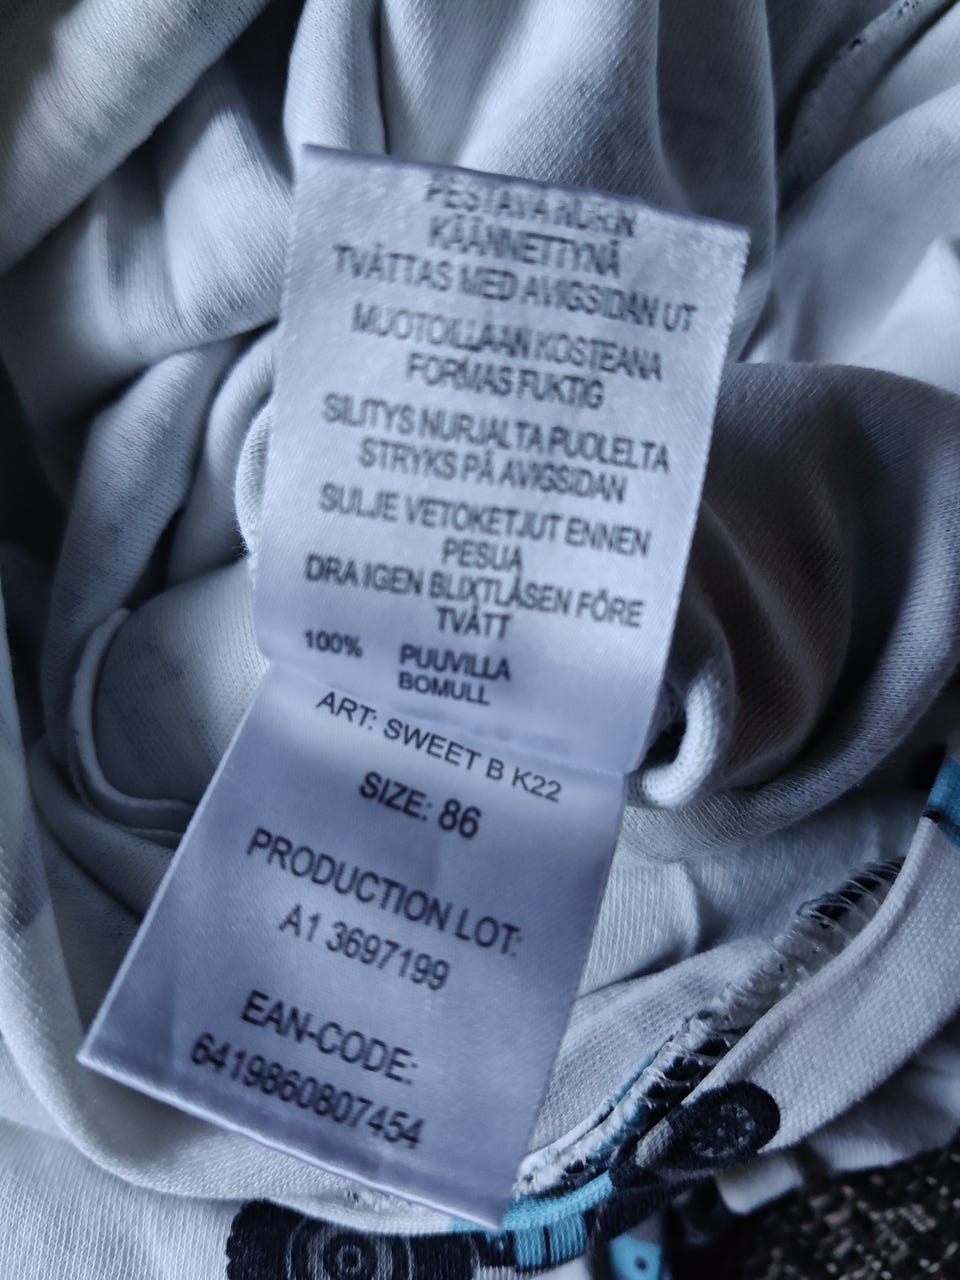 PESTAVA NURIN
KÄÄNNETTYNÄ
TVÄTTAS MED AVIGSIDAN UT
MUOTOILLAAN KOSTEANA
FORMAS FUKTIG
SILITYS NURJALTA PUOLELTA
STRYKS PÅ AVIGSIDAN
SULJE VETOKETJUT ENNEN
PESUA
DRA IGEN BLIXTLÅSEN FÖRE
TVÄTT
100% PUUVILLA
BOMULL
ART: SWEET B K22
SIZE: 86
PRODUCTION LOT:
A1 3697199
EAN-CODE:
6419860807454